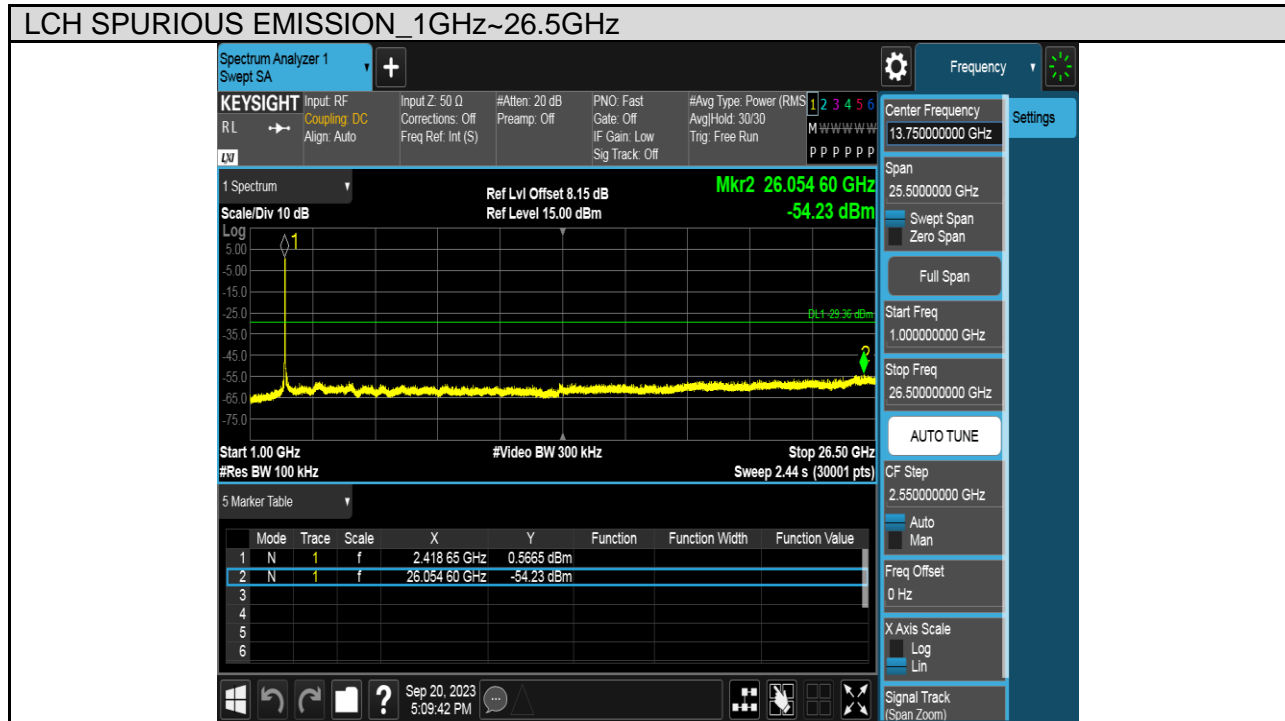 LCH SPURIOUS EMISSION_1GHz~26.5GHz
Spectrum Analyzer 1
Swept SA
+
Frequency
KEYSIGHT
RL
LXI
Input: RF
Coupling: DC
Align: Auto
Input Z: 50 Ω
Corrections: Off
Freq Ref: Int (S)
#Atten: 20 dB
Preamp: Off
PNO: Fast
Gate: Off
IF Gain: Low
Sig Track: Off
#Avg Type: Power (RMS
Avg|Hold: 30/30
Trig: Free Run
1 2 3 4 5 6
M W W W W W
P P P P P P
1 Spectrum
Scale/Div 10 dB
Ref Lvl Offset 8.15 dB
Ref Level 15.00 dBm
Mkr2 26.054 60 GHz
-54.23 dBm
Log
5.00
-5.00
-15.0
-25.0
-35.0
-45.0
-55.0
-65.0
-75.0
1
DL1 -29.36 dBm
2
Start 1.00 GHz
#Res BW 100 kHz
#Video BW 300 kHz
Stop 26.50 GHz
Sweep 2.44 s (30001 pts)
5 Marker Table
Mode Trace Scale X Y Function Function Width Function Value
1 N 1 f 2.418 65 GHz 0.5665 dBm
2 N 1 f 26.054 60 GHz -54.23 dBm
3
4
5
6
?
Sep 20, 2023
5:09:42 PM
Center Frequency
13.750000000 GHz
Settings
Span
25.5000000 GHz
Swept Span
Zero Span
Full Span
Start Freq
1.000000000 GHz
Stop Freq
26.500000000 GHz
AUTO TUNE
CF Step
2.550000000 GHz
Auto
Man
Freq Offset
0 Hz
X Axis Scale
Log
Lin
Signal Track
(Span Zoom)